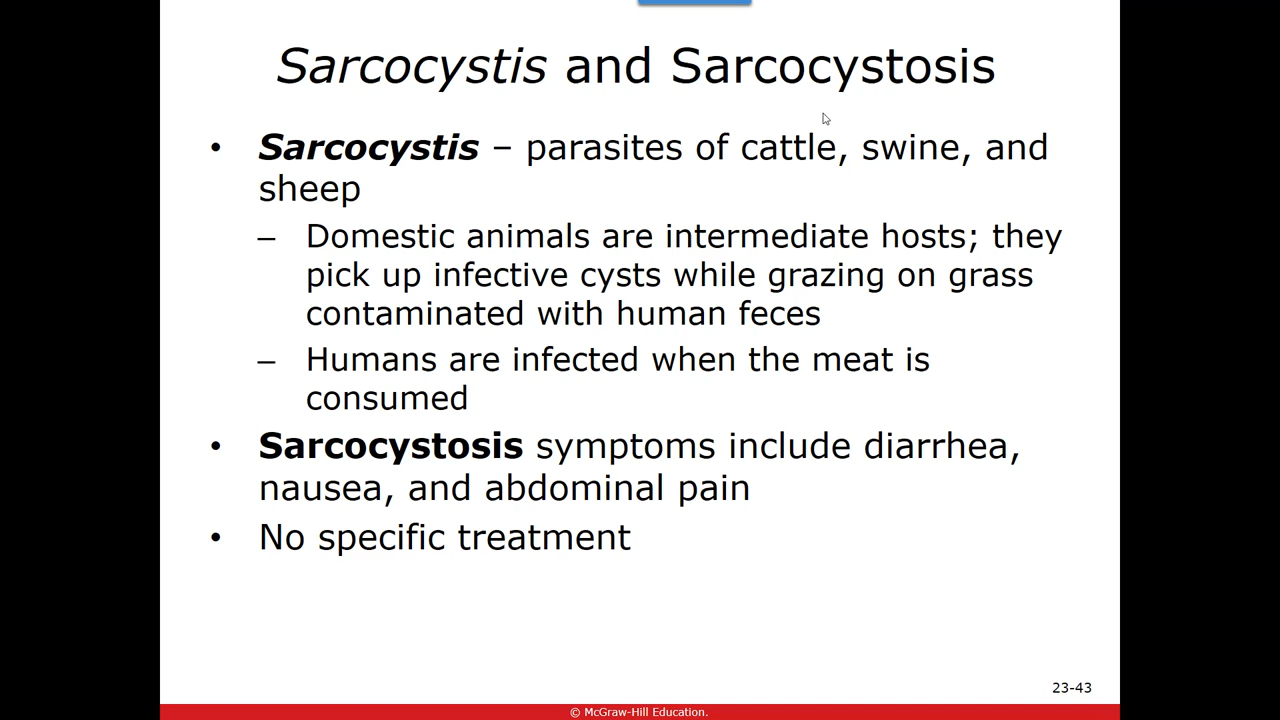 Sarcocystis and Sarcocystosis
• Sarcocystis – parasites of cattle, swine, and
sheep
– Domestic animals are intermediate hosts; they
pick up infective cysts while grazing on grass
contaminated with human feces
– Humans are infected when the meat is
consumed
• Sarcocystosis symptoms include diarrhea,
nausea, and abdominal pain
• No specific treatment
23-43
© McGraw-Hill Education.